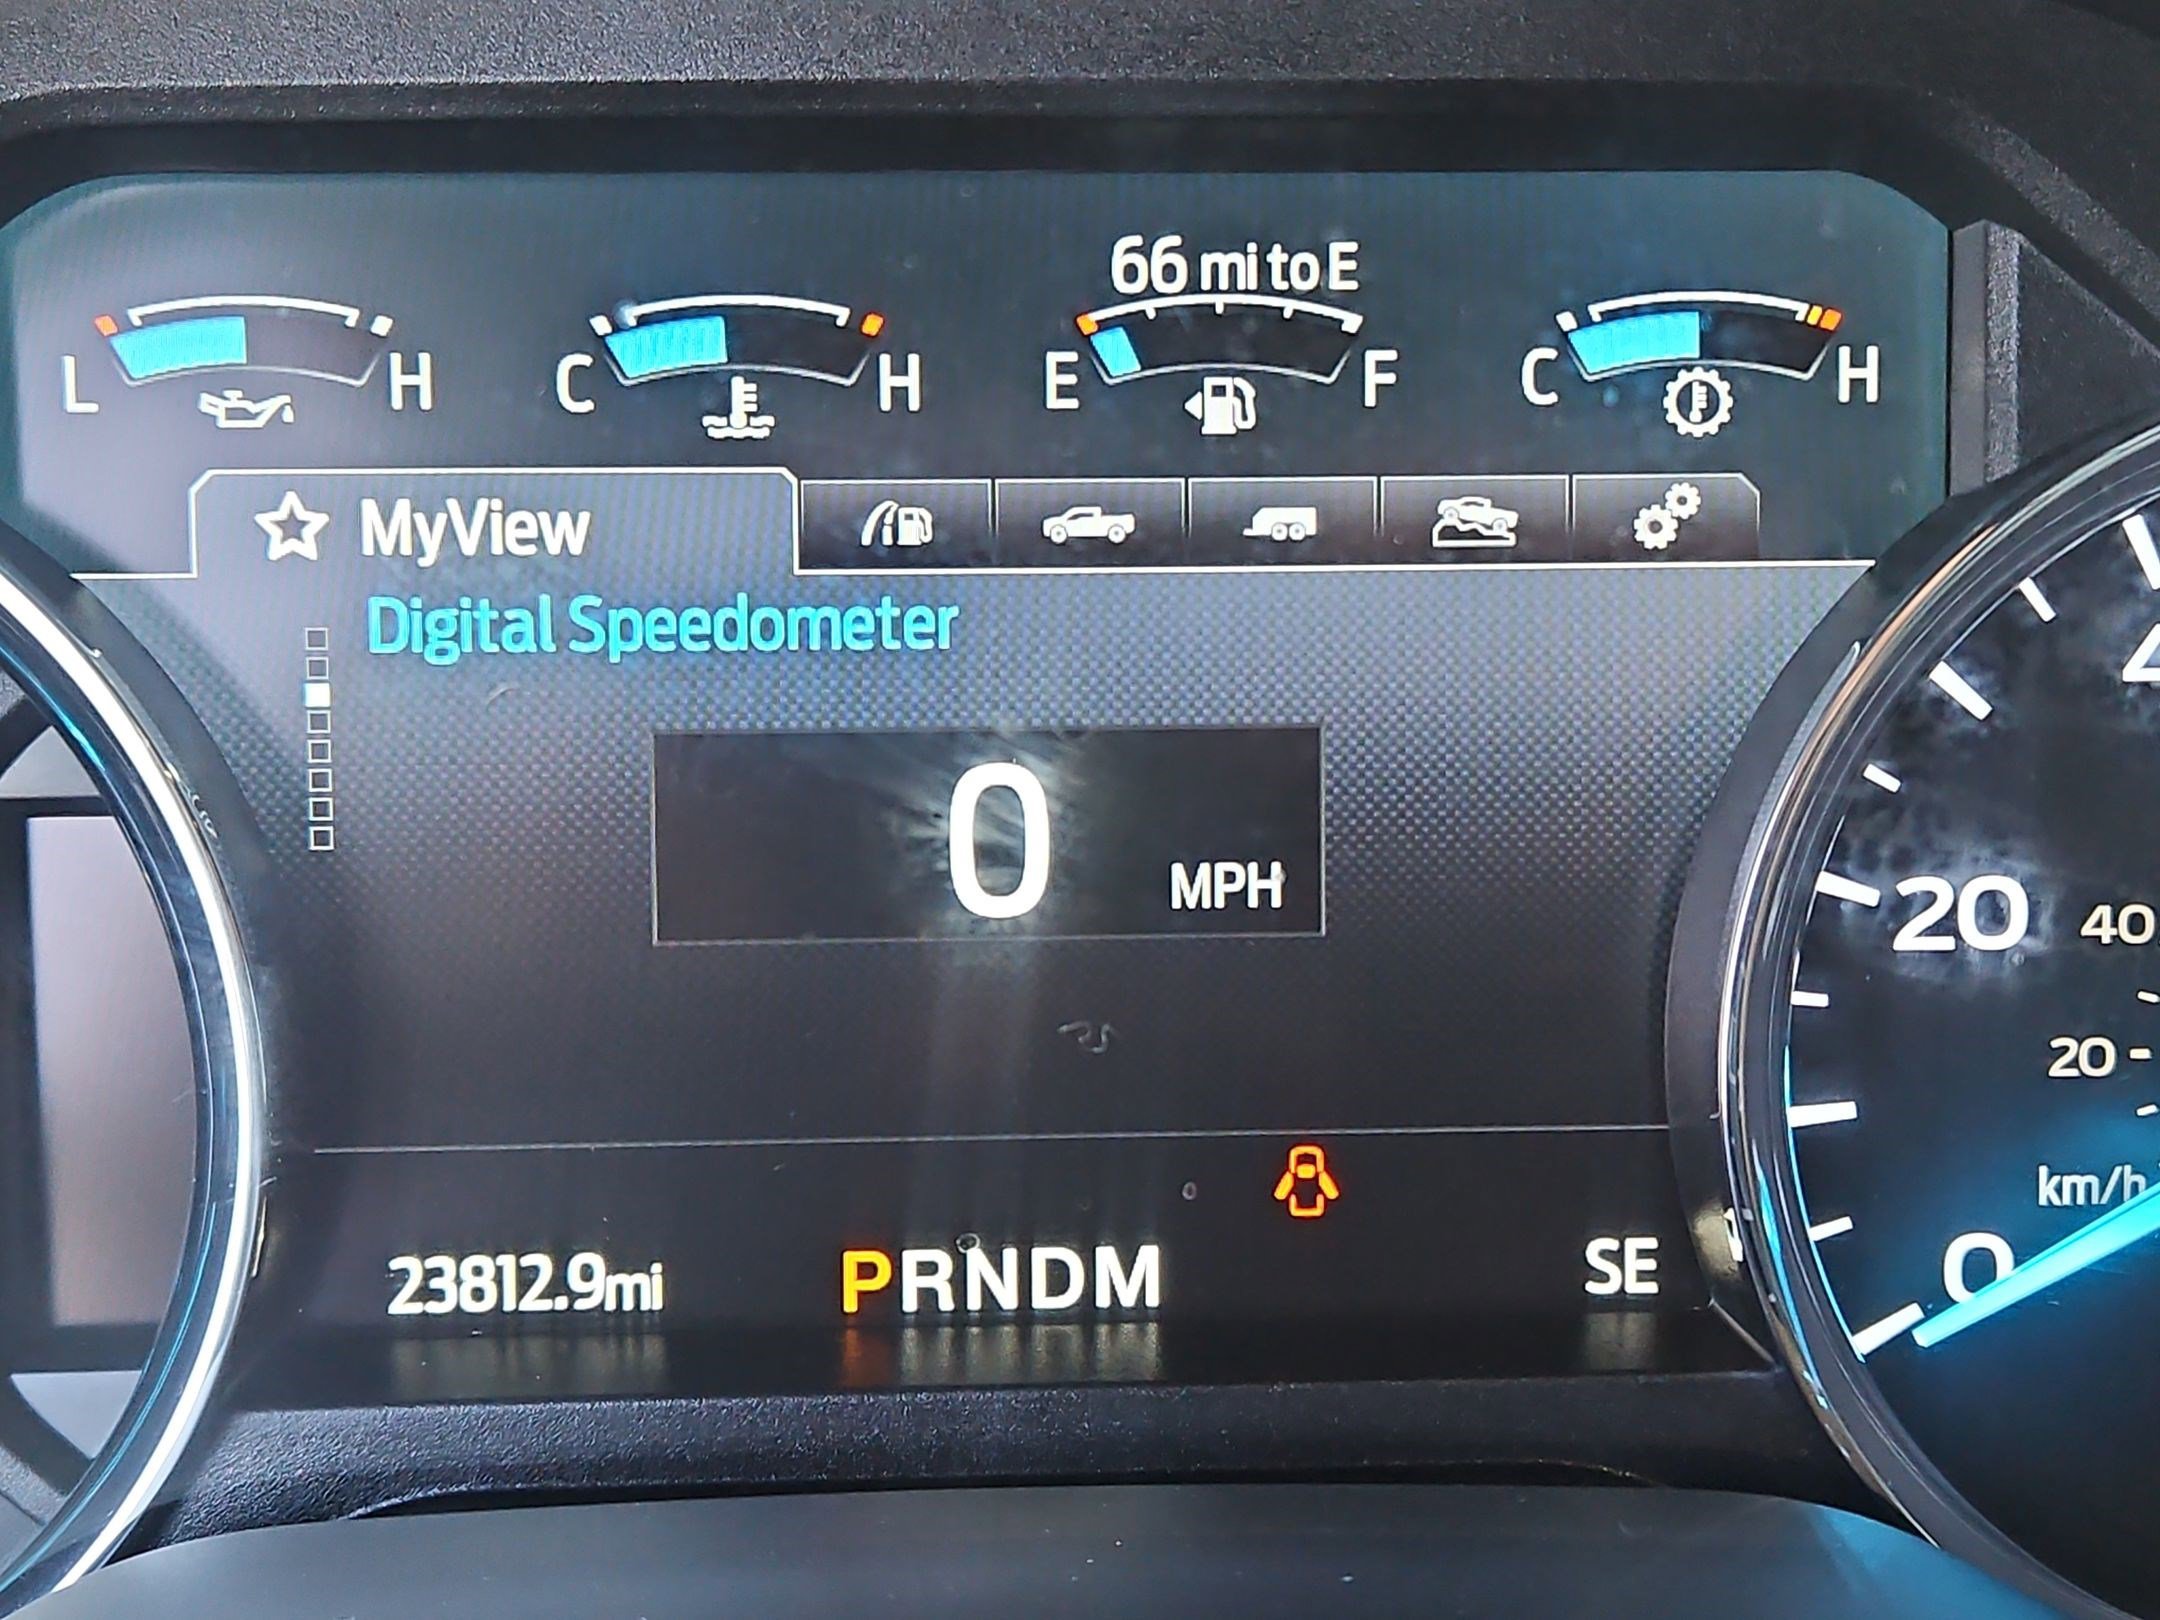 66 mi to E
L H C H E F C H
MyView
Digital Speedometer
0 MPH
20 40
20
km/h
0
23812.9mi PRNDM SE